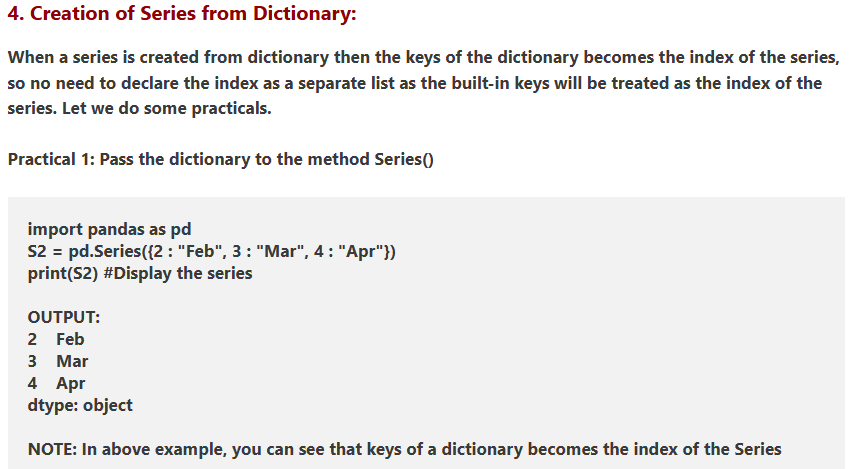 4. Creation of Series from Dictionary:
When a series is created from dictionary then the keys of the dictionary becomes the index of the series,
so no need to declare the index as a separate list as the built-in keys will be treated as the index of the
series. Let we do some practicals.
Practical 1: Pass the dictionary to the method Series()
import pandas as pd
S2 = pd.Series({2 : "Feb", 3 : "Mar", 4 : "Apr"})
print(S2) #Display the series
OUTPUT:
2    Feb
3    Mar
4    Apr
dtype: object
NOTE: In above example, you can see that keys of a dictionary becomes the index of the Series